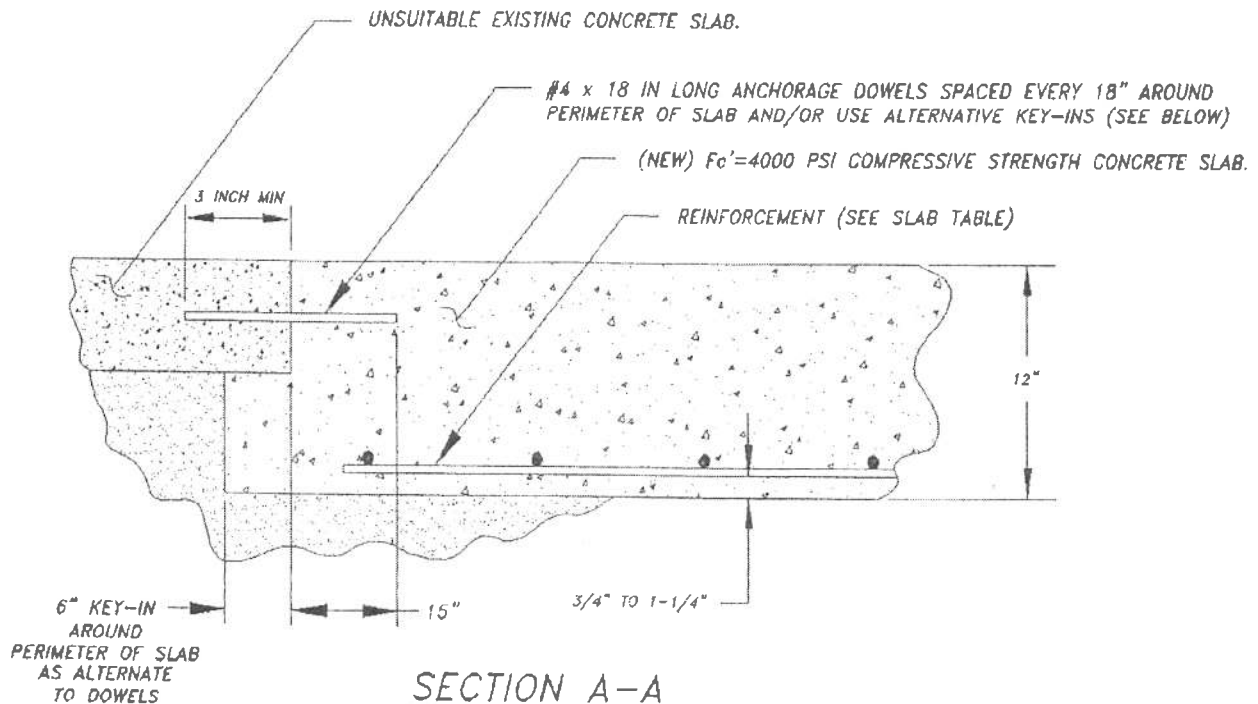 UNSUITABLE EXISTING CONCRETE SLAB.
#4 x 18 IN LONG ANCHORAGE DOWELS SPACED EVERY 18" AROUND
PERIMETER OF SLAB AND/OR USE ALTERNATIVE KEY-INS (SEE BELOW)
(NEW) Fc'=4000 PSI COMPRESSIVE STRENGTH CONCRETE SLAB.
3 INCH MIN
REINFORCEMENT (SEE SLAB TABLE)
12"
6" KEY-IN
AROUND
PERIMETER OF SLAB
AS ALTERNATE
TO DOWELS
15"
3/4" TO 1-1/4"
SECTION A-A